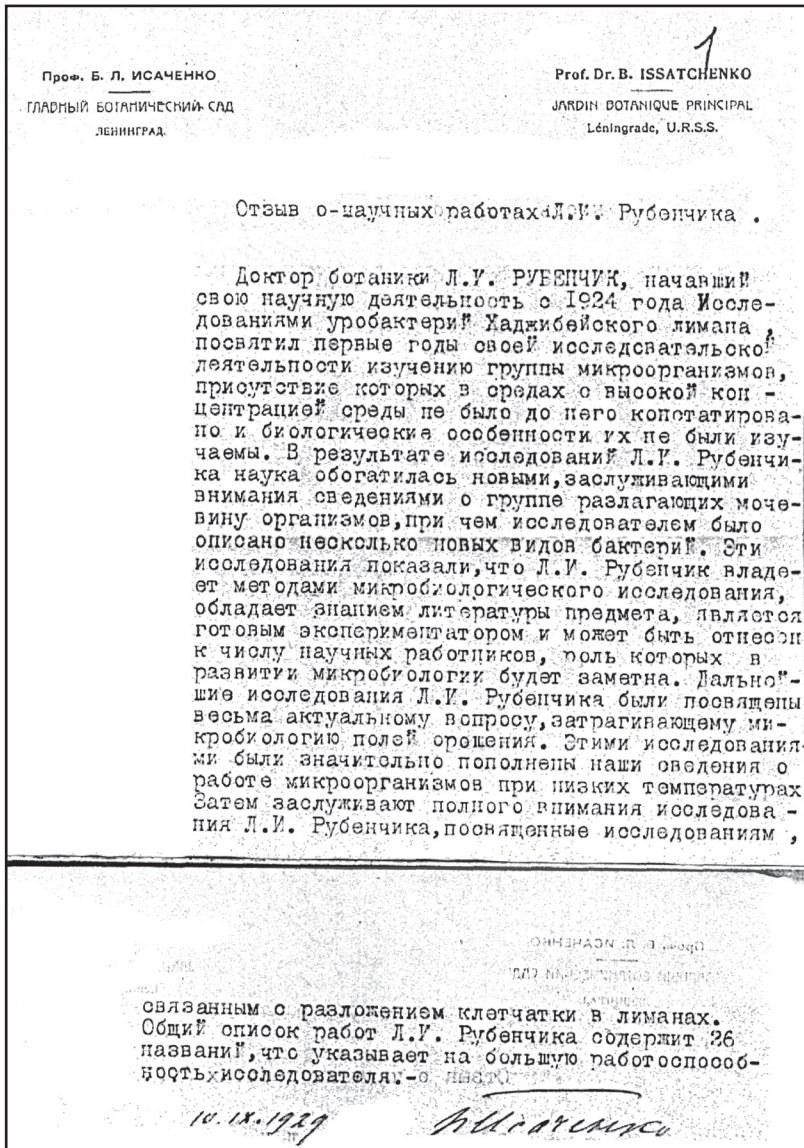 1
Проф. Б. Л. ИСАЧЕНКО
ГЛАВНЫЙ БОТАНИЧЕСКИЙ САД
ЛЕНИНГРАД.
Prof. Dr. B. ISSATCHENKO
JARDIN BOTANIQUE PRINCIPAL
Léningrade, U.R.S.S.
Отзыв о научных работах Л.И. Рубенчика .
Доктор ботаники Л.И. РУБЕНЧИК, начавший
свою научную деятельность с 1924 года Иссле-
дованиями уробактерий Хаджибейского лимана ,
посвятил первые годы своей исследовательской
деятельности изучению группы микроорганизмов,
присутствие которых в средах с высокой кон -
центрацией среды не было до него констатирова-
но и биологические особенности их не были изу-
чаемы. В результате исследований Л.И. Рубенчи-
ка наука обогатилась новыми,заслуживающими
внимания сведениями о группе разлагающих моче-
вину организмов,при чем исследователем было
описано несколько новых видов бактерий. Эти
исследования показали,что Л.И. Рубенчик владе-
ет методами микробиологического исследования,
обладает знанием литературы предмета, является
готовым экспериментатором и может быть отнесен
к числу научных работников, роль которых в
развитии микробиологии будет заметна. Дальней-
шие исследования Л.И. Рубенчика были посвящены
весьма актуальному вопросу,затрагивающему ми-
кробиологию полей орошения. Этими исследования-
ми были значительно пополнены наши сведения о
работе микроорганизмов при низких температурах
Затем заслуживают полного внимания исследова -
ния Л.И. Рубенчика,посвященные исследованиям ,
связанным с разложением клетчатки в лиманах.
Общий список работ Л.И. Рубенчика содержит 26
названий,что указывает на большую работоспособ-
ность исследователя.-
10.IX.1929
БИсаченко